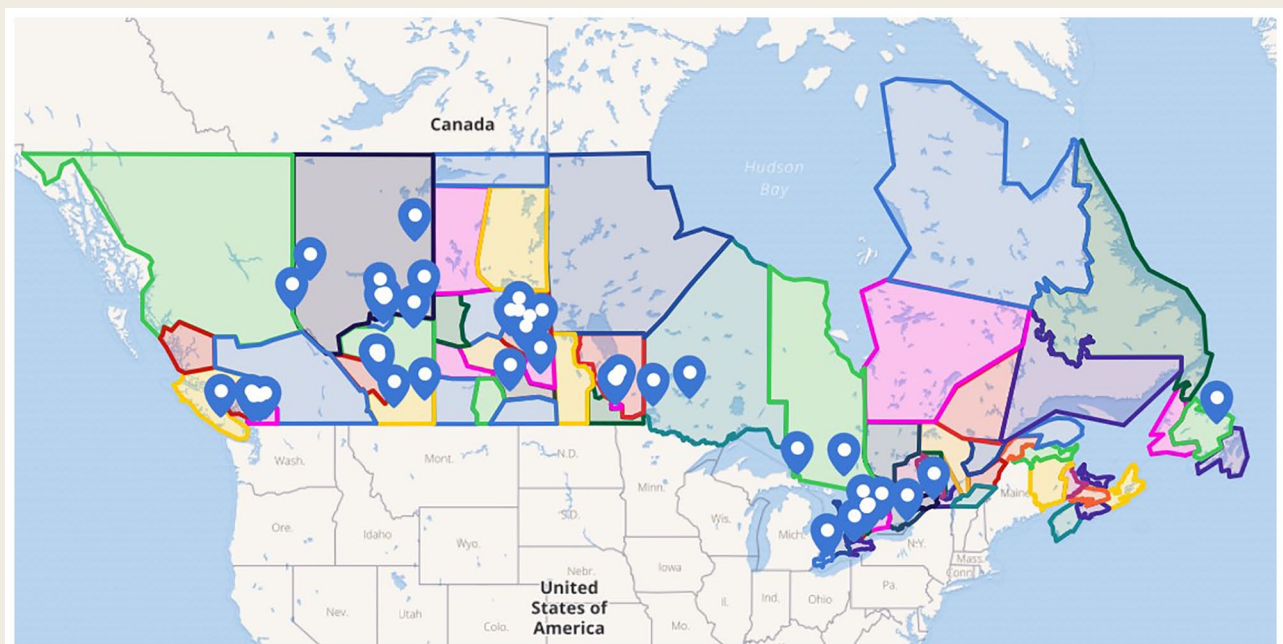 Canada
Hudson
Bay
Wash.
Mont.
N.D.
Minn.
Ore.
Idaho
S.D.
Wis.
Mich.
Maine
Wyo.
N.Y.
Mass.
Conn.
Nebr.
Iowa
Pa.
Nev.
Utah
Colo.
United
States of
America
Mo.
Il.
Ind.
Ohio